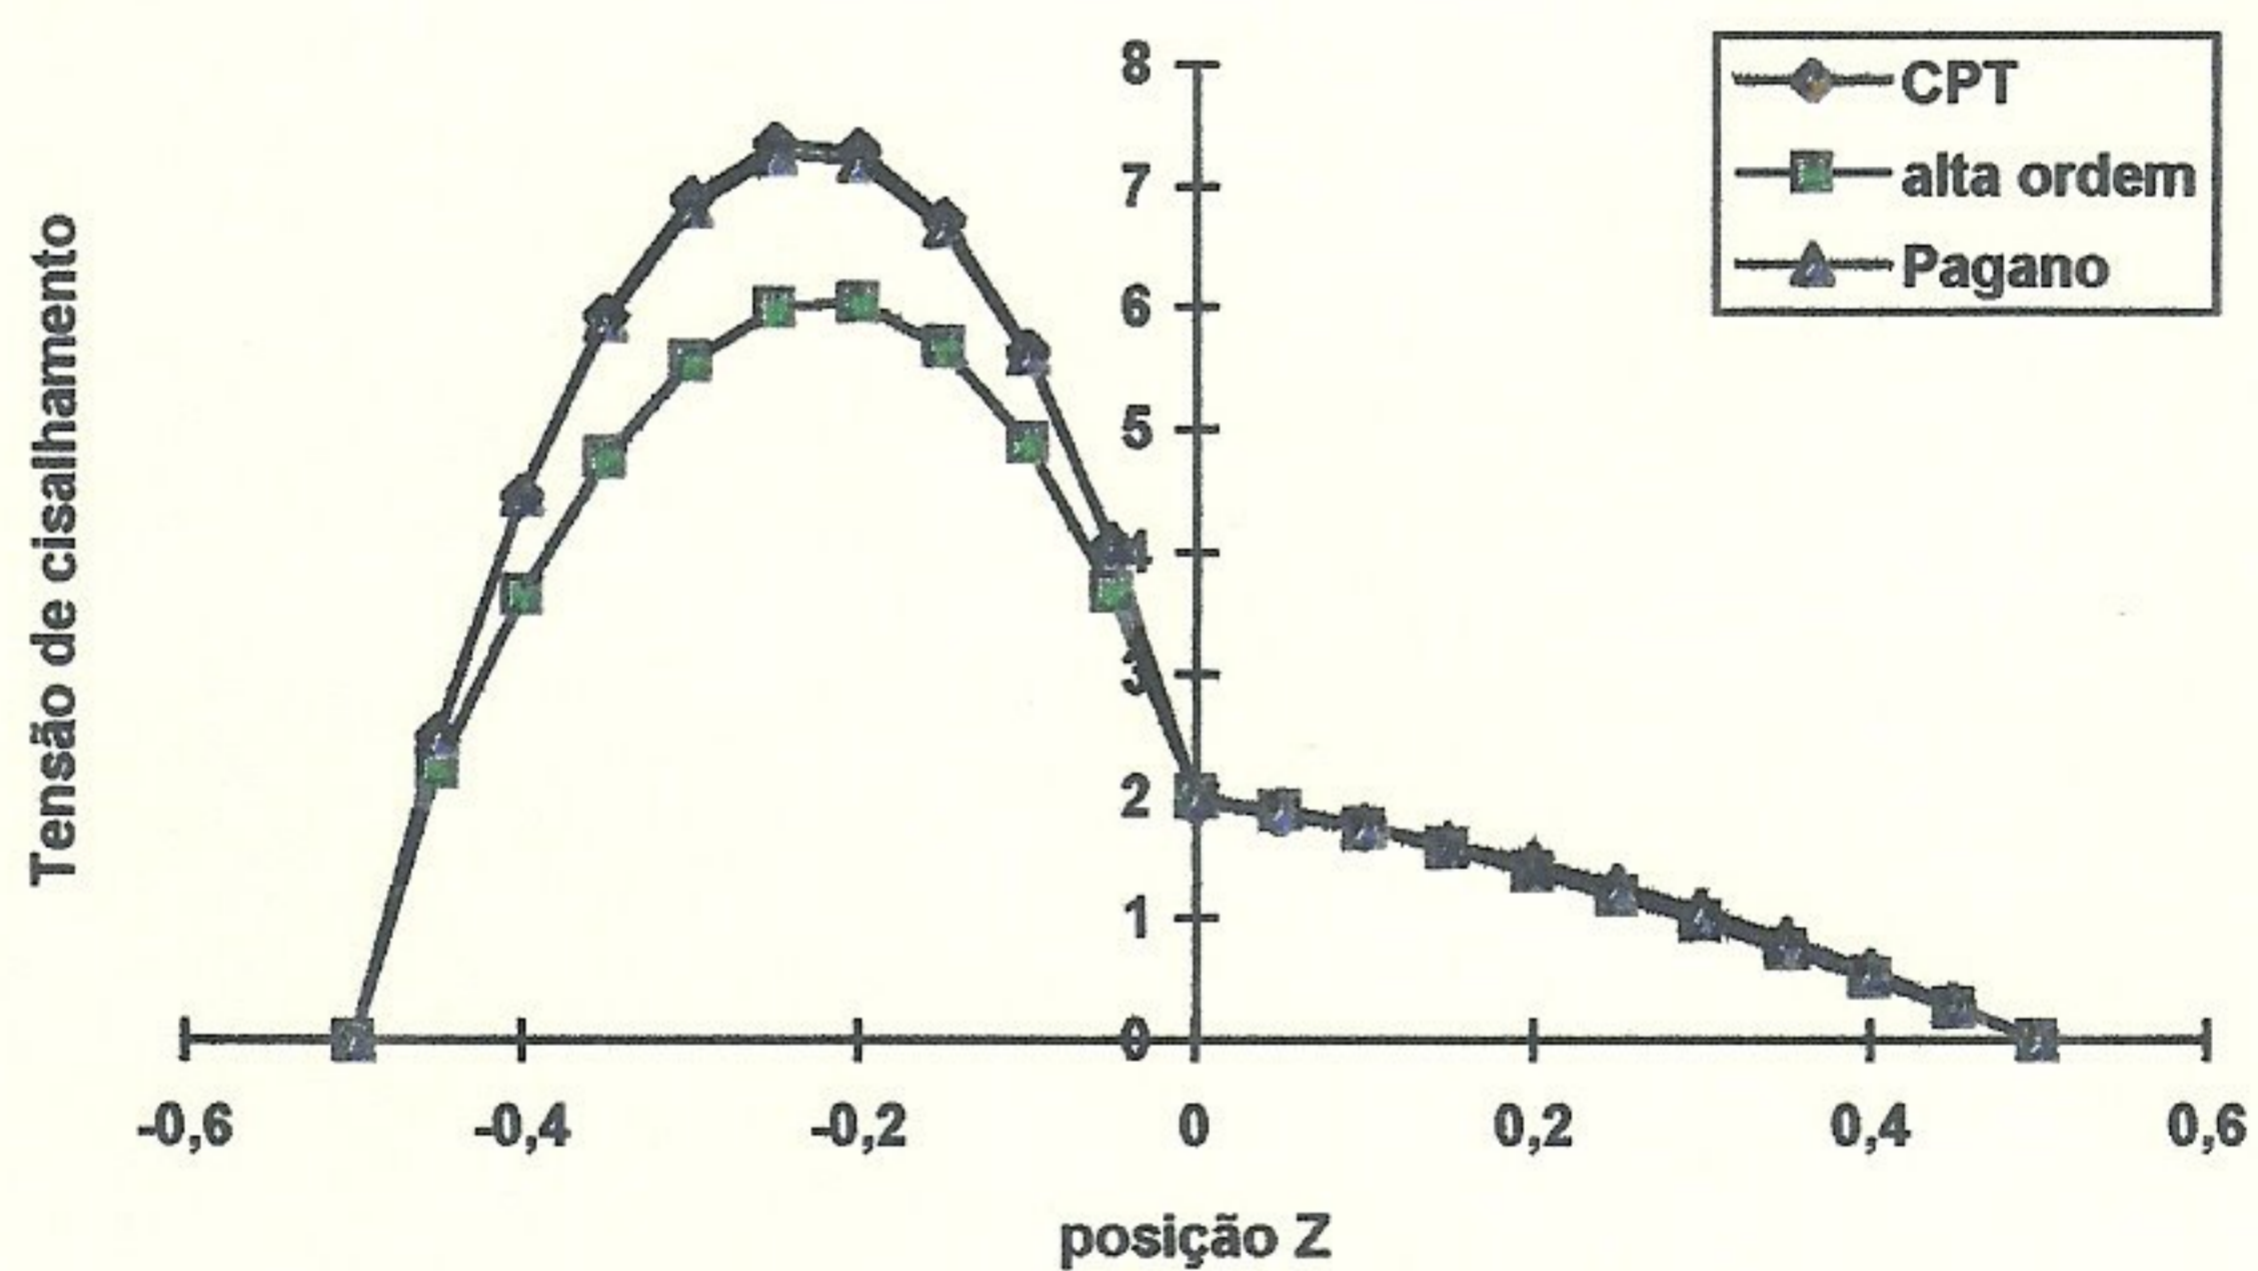 Tensão de cisalhamento
8
7
6
5
4
3
2
1
0
-0,6 -0,4 -0,2 0 0,2 0,4 0,6
posição Z
CPT
alta ordem
Pagano